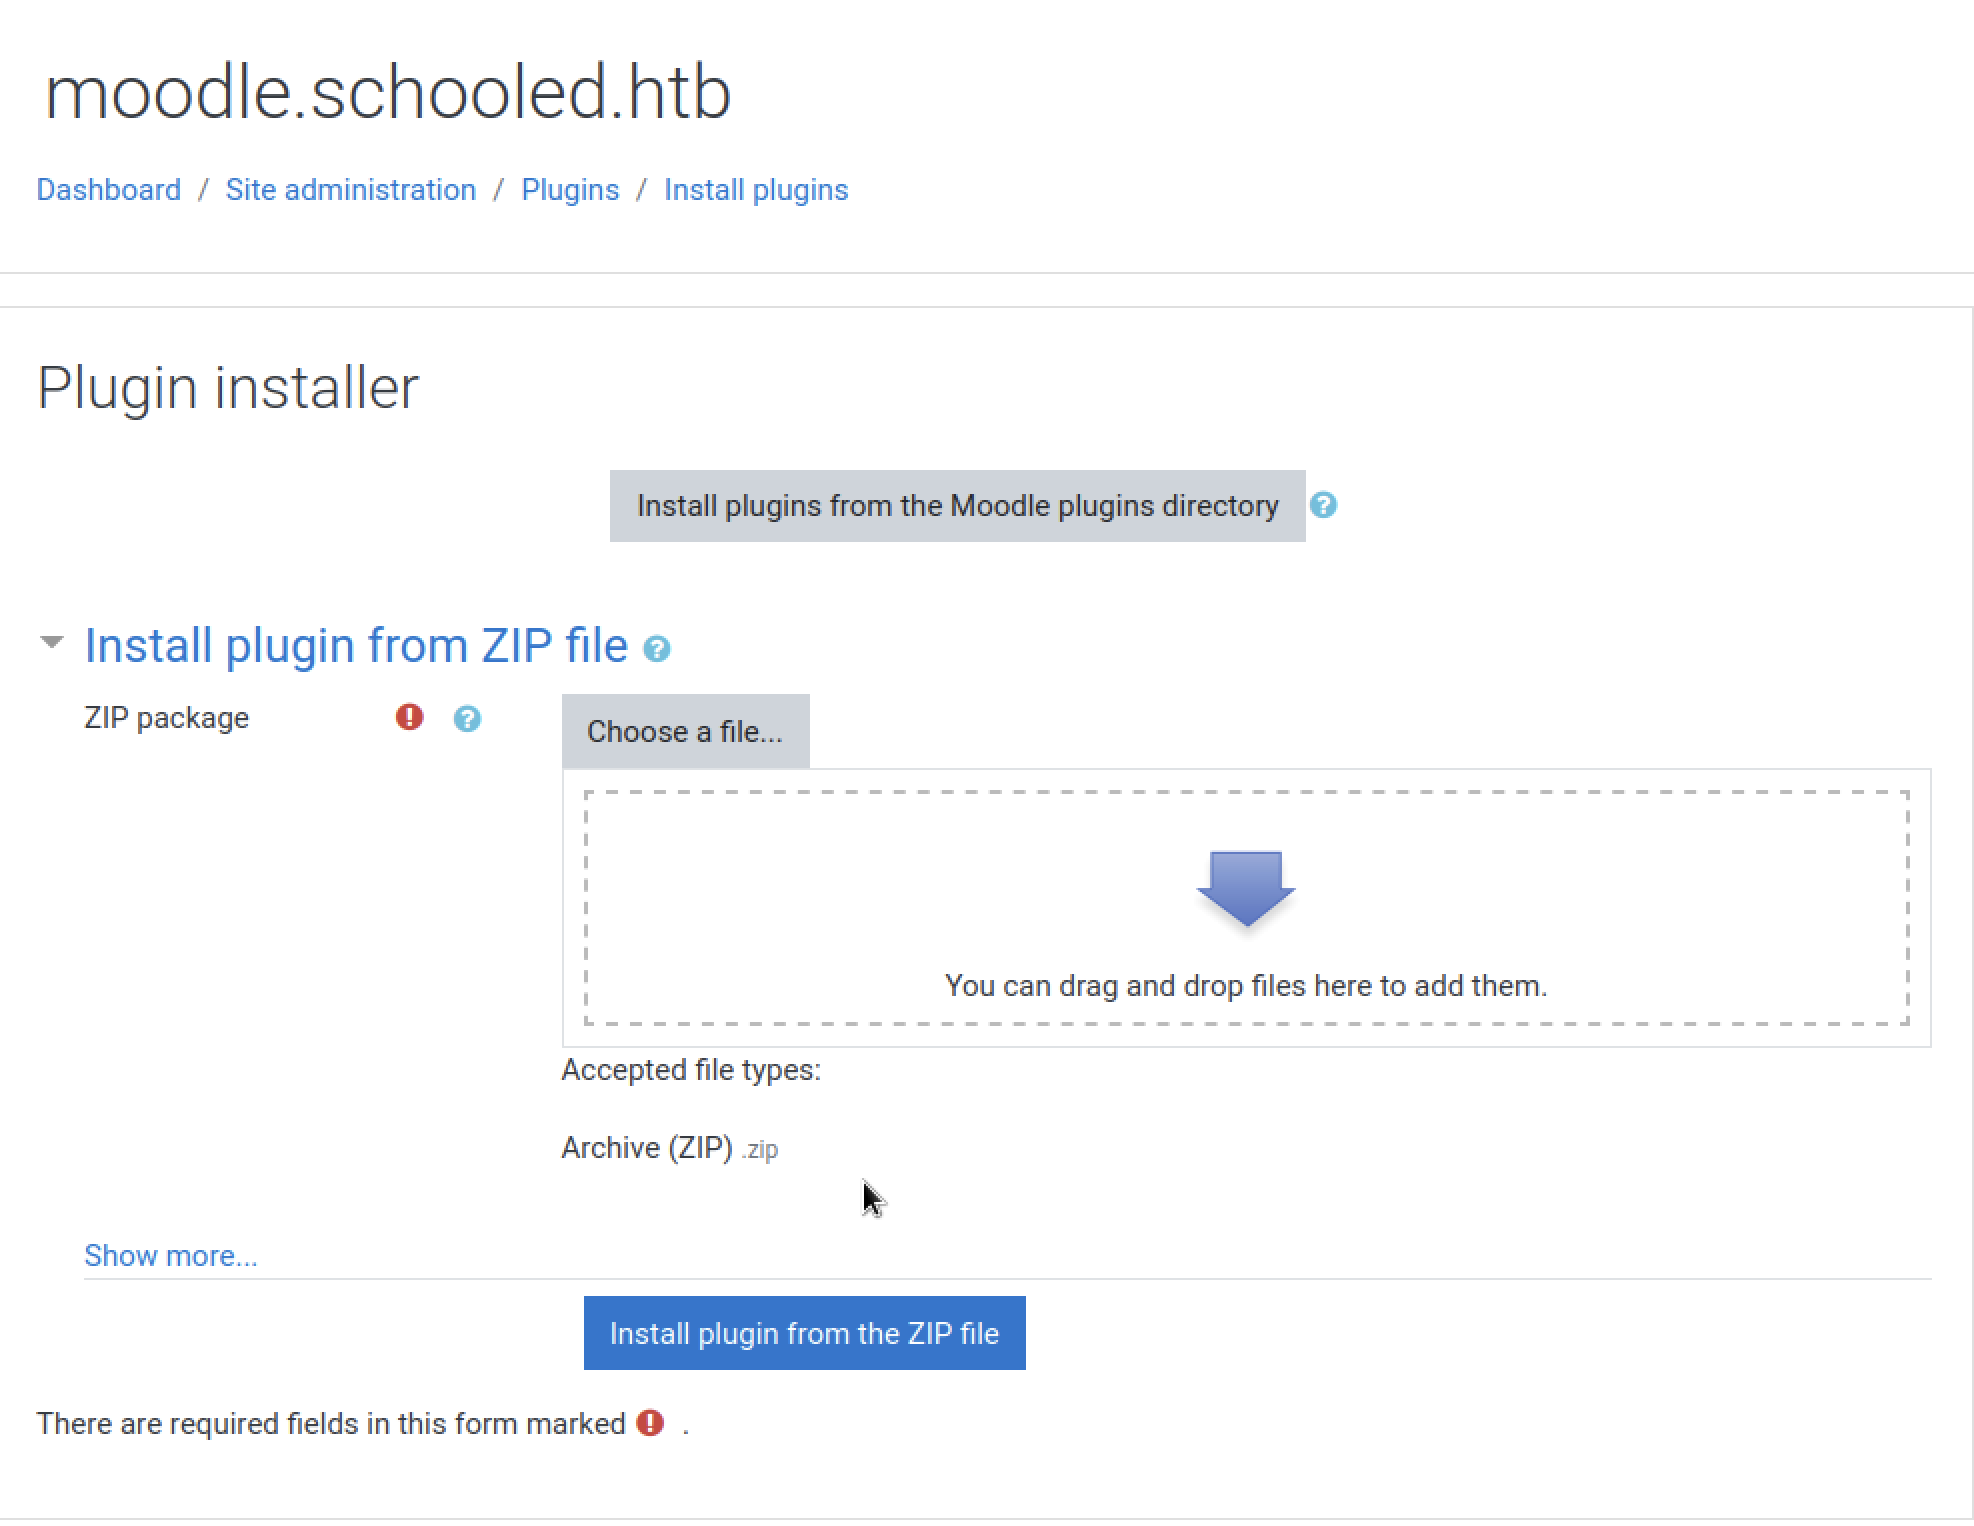 moodle.schooled.htb
Dashboard / Site administration / Plugins / Install plugins
Plugin installer
Install plugins from the Moodle plugins directory
Install plugin from ZIP file
ZIP package
Choose a file...
You can drag and drop files here to add them.
Accepted file types:
Archive (ZIP) .zip
Show more...
Install plugin from the ZIP file
There are required fields in this form marked .